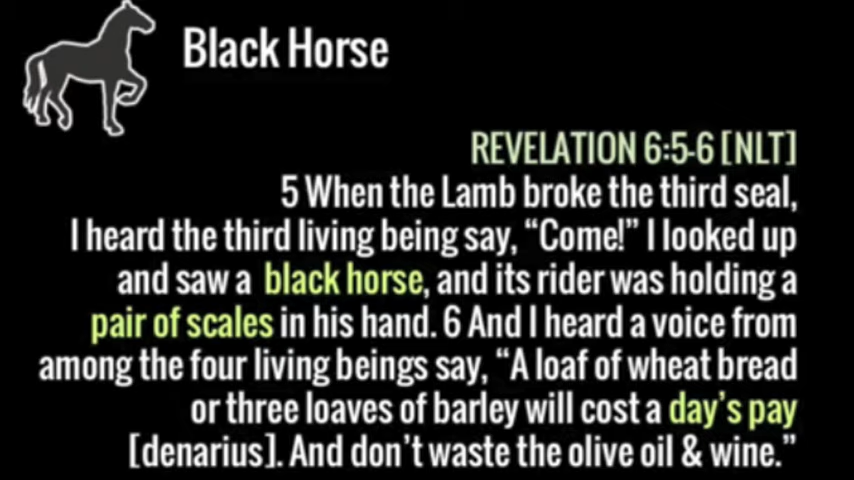 Black Horse
REVELATION 6:5-6 [NLT]
5 When the Lamb broke the third seal,
I heard the third living being say, “Come!” I looked up
and saw a black horse, and its rider was holding a
pair of scales in his hand. 6 And I heard a voice from
among the four living beings say, “A loaf of wheat bread
or three loaves of barley will cost a day’s pay
[denarius]. And don’t waste the olive oil & wine.”